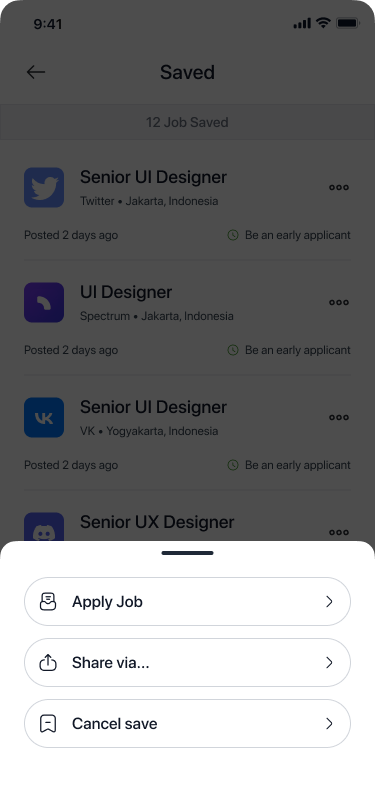 9:41
Saved
12 Job Saved
Senior UI Designer
Twitter • Jakarta, Indonesia
Posted 2 days ago
Be an early applicant
UI Designer
Spectrum • Jakarta, Indonesia
Posted 2 days ago
Be an early applicant
VK
Senior UI Designer
VK • Yogyakarta, Indonesia
Posted 2 days ago
Be an early applicant
Senior UX Designer
Apply Job
Share via...
Cancel save